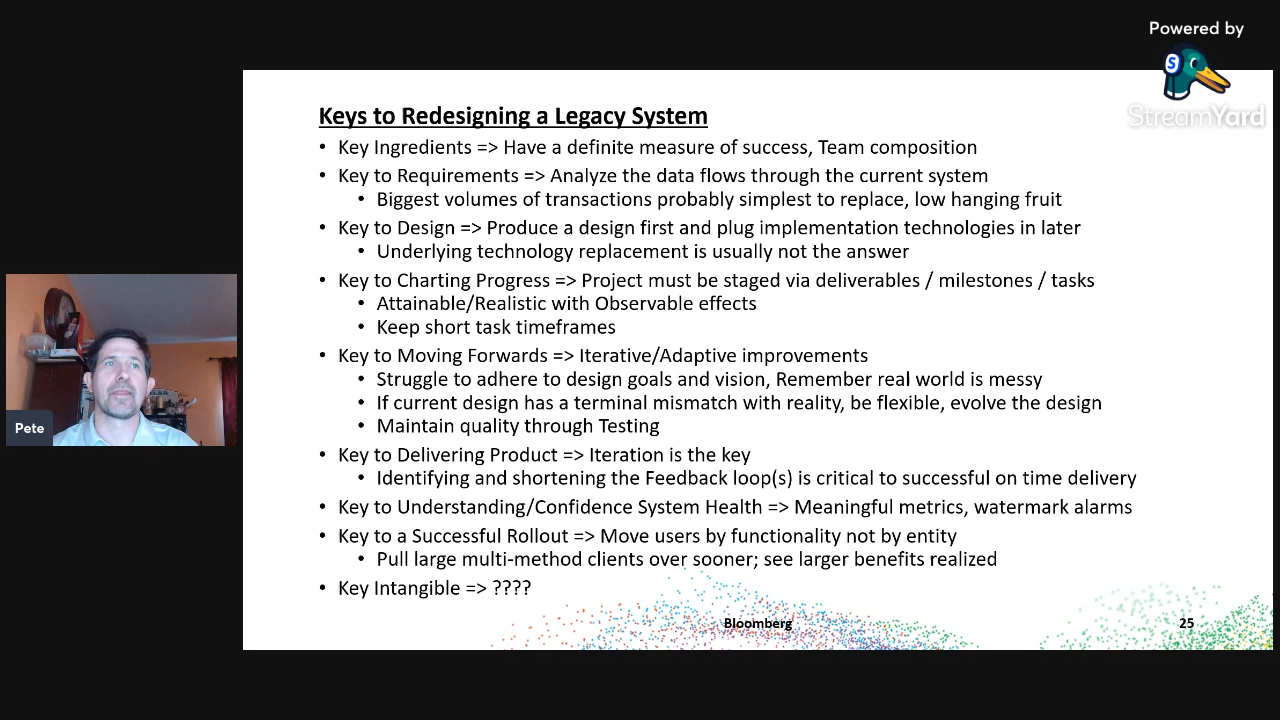 Powered by
StreamYard
Keys to Redesigning a Legacy System
• Key Ingredients => Have a definite measure of success, Team composition
• Key to Requirements => Analyze the data flows through the current system
• Biggest volumes of transactions probably simplest to replace, low hanging fruit
• Key to Design => Produce a design first and plug implementation technologies in later
• Underlying technology replacement is usually not the answer
• Key to Charting Progress => Project must be staged via deliverables / milestones / tasks
• Attainable/Realistic with Observable effects
• Keep short task timeframes
• Key to Moving Forwards => Iterative/Adaptive improvements
• Struggle to adhere to design goals and vision, Remember real world is messy
• If current design has a terminal mismatch with reality, be flexible, evolve the design
• Maintain quality through Testing
• Key to Delivering Product => Iteration is the key
• Identifying and shortening the Feedback loop(s) is critical to successful on time delivery
• Key to Understanding/Confidence System Health => Meaningful metrics, watermark alarms
• Key to a Successful Rollout => Move users by functionality not by entity
• Pull large multi-method clients over sooner; see larger benefits realized
• Key Intangible => ????
Bloomberg
25
Pete